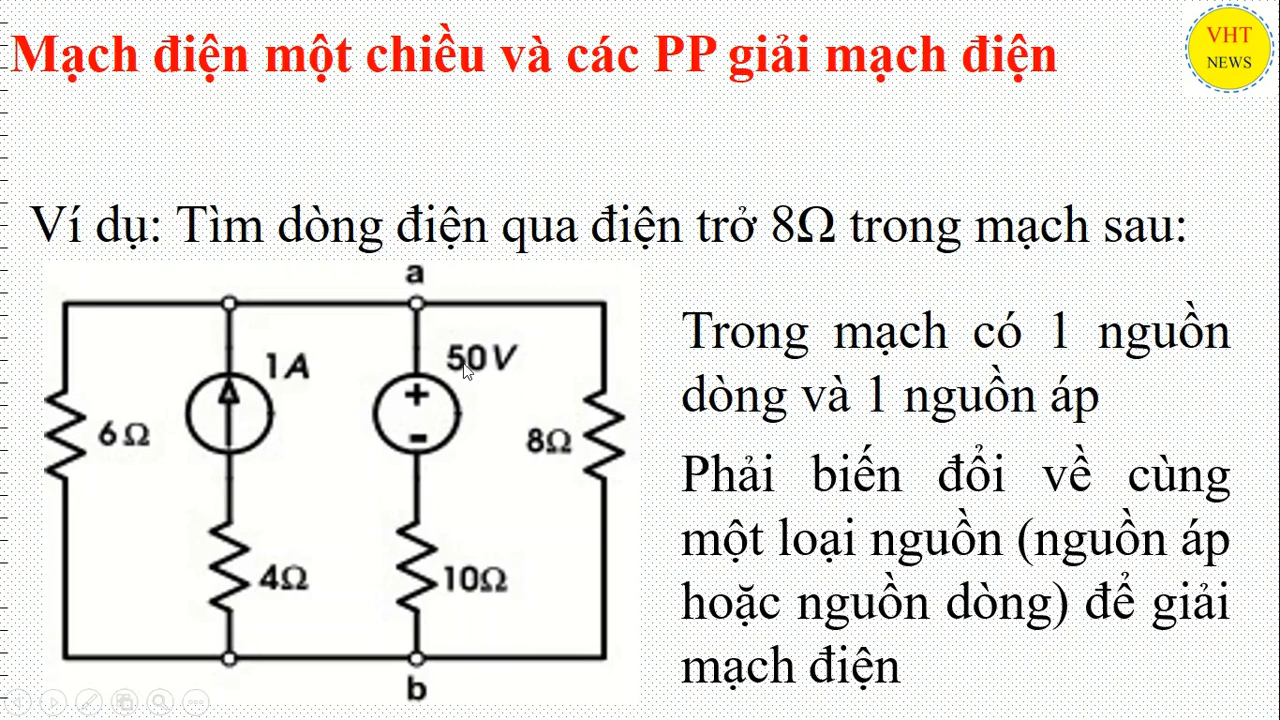 Mạch điện một chiều và các PP giải mạch điện
VHT
NEWS
Ví dụ: Tìm dòng điện qua điện trở 8Ω trong mạch sau:
a
1A
50V
6Ω
8Ω
4Ω
10Ω
b
Trong mạch có 1 nguồn
dòng và 1 nguồn áp
Phải biến đổi về cùng
một loại nguồn (nguồn áp
hoặc nguồn dòng) để giải
mạch điện